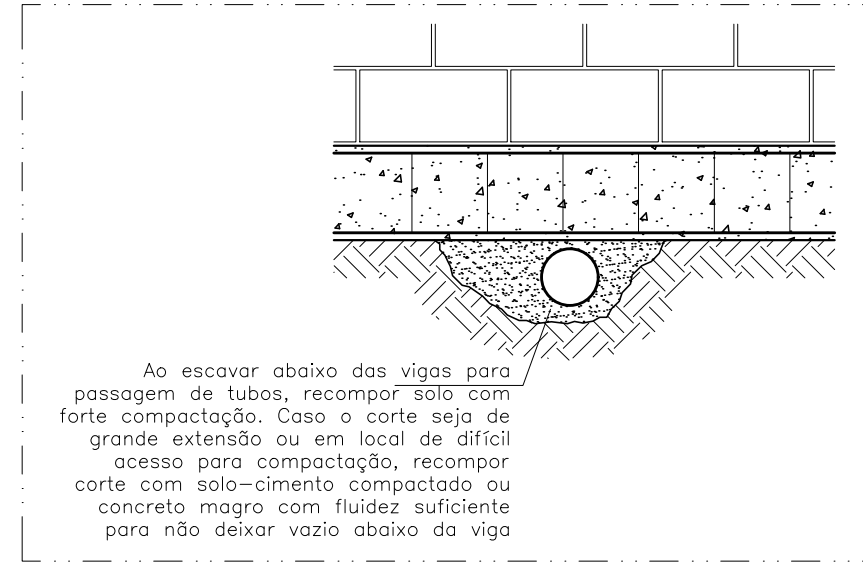 Ao escavar abaixo das vigas para
passagem de tubos, recompor solo com
forte compactação. Caso o corte seja de
grande extensão ou em local de difícil
acesso para compactação, recompor
corte com solo-cimento compactado ou
concreto magro com fluidez suficiente
para não deixar vazio abaixo da viga